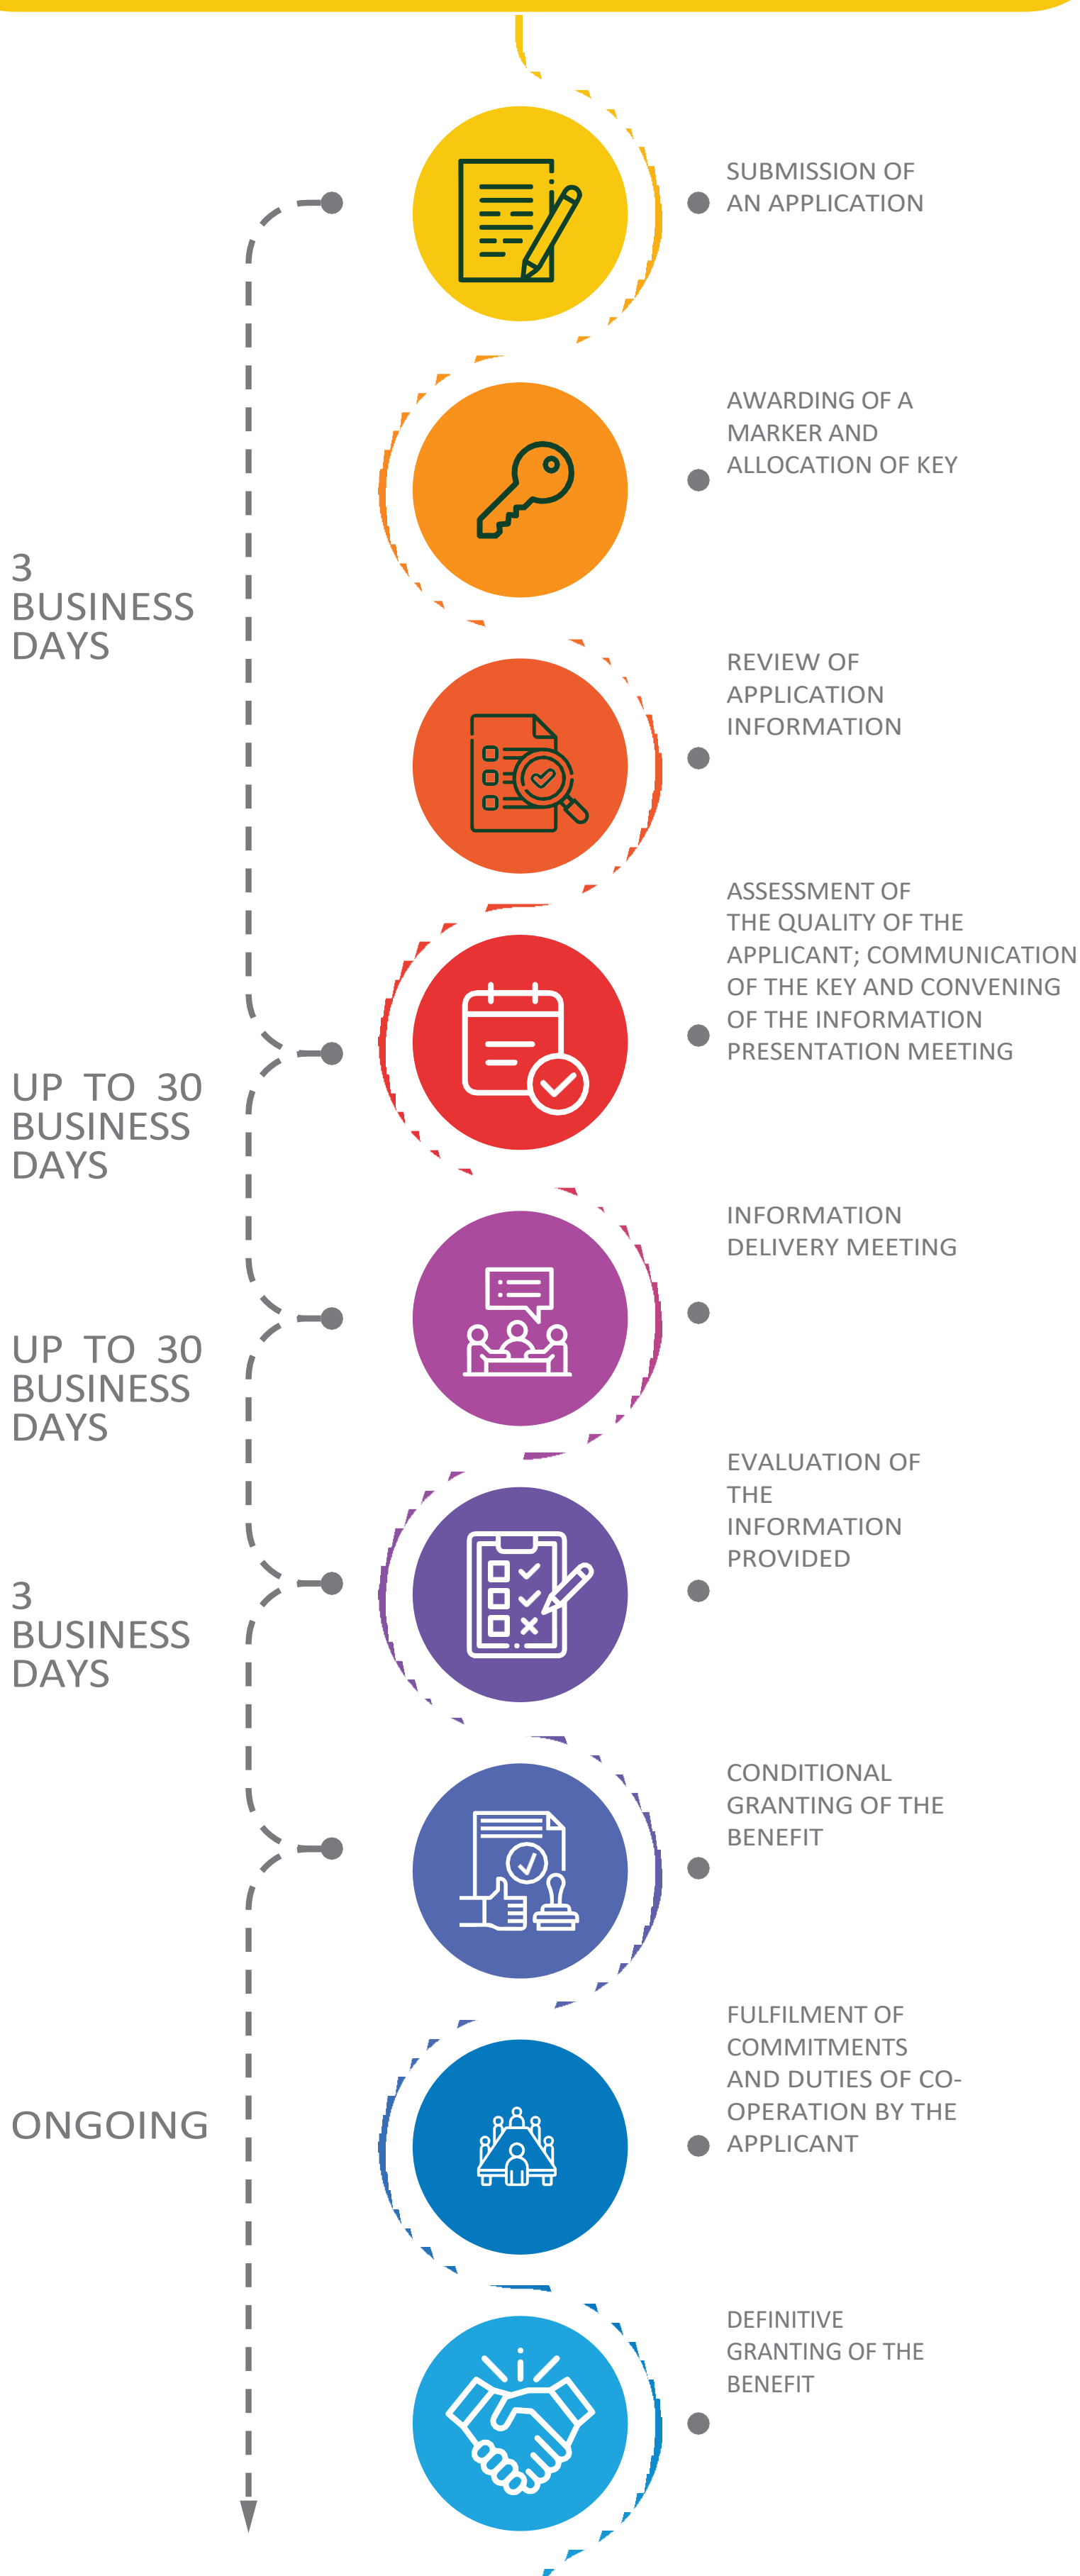 SUBMISSION OF
AN APPLICATION
AWARDING OF A
MARKER AND
ALLOCATION OF KEY
3
BUSINESS
DAYS
REVIEW OF
APPLICATION
INFORMATION
ASSESSMENT OF
THE QUALITY OF THE
APPLICANT; COMMUNICATION
OF THE KEY AND CONVENING
OF THE INFORMATION
PRESENTATION MEETING
UP TO 30
BUSINESS
DAYS
INFORMATION
DELIVERY MEETING
UP TO 30
BUSINESS
DAYS
EVALUATION OF
THE
INFORMATION
PROVIDED
3
BUSINESS
DAYS
CONDITIONAL
GRANTING OF THE
BENEFIT
FULFILMENT OF
COMMITMENTS
AND DUTIES OF CO-
OPERATION BY THE
APPLICANT
ONGOING
DEFINITIVE
GRANTING OF THE
BENEFIT